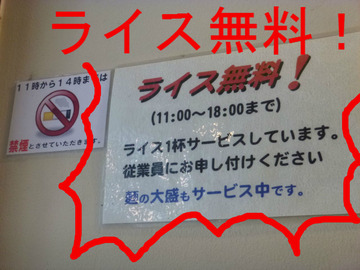 ライス無料！
11時から14時までは
禁煙とさせていただきます。
ライス無料！
(11:00～18:00まで)
ライス1杯サービスしています。
従業員にお申し付けください
麺の大盛もサービス中です。